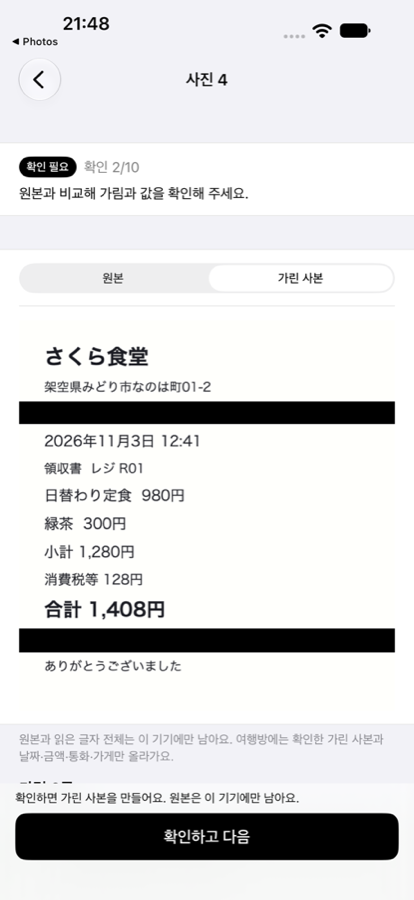 21:48
◀ Photos
사진 4
확인 필요 확인 2/10
원본과 비교해 가림과 값을 확인해 주세요.
원본 가린 사본
さくら食堂
架空県みどり市なのは町01-2
2026年11月3日 12:41
領収書 レジ R01
日替わり定食 980円
緑茶 300円
小計 1,280円
消費税等 128円
合計 1,408円
ありがとうございました
원본과 읽은 글자 전체는 이 기기에만 남아요. 여행방에는 확인한 가린 사본과
날짜·금액·통화·가게만 올라가요.
확인하면 가린 사본을 만들어요. 원본은 이 기기에만 남아요.
확인하고 다음